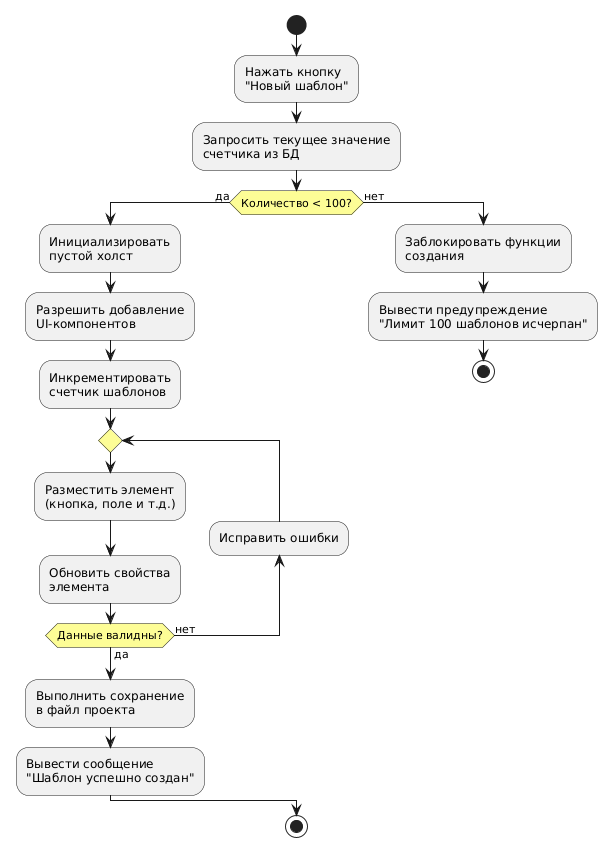 Нажать кнопку
"Новый шаблон"
Запросить текущее значение
счетчика из БД
да
Количество < 100?
нет
Инициализировать
пустой холст
Заблокировать функции
создания
Разрешить добавление
UI-компонентов
Вывести предупреждение
"Лимит 100 шаблонов исчерпан"
Инкрементировать
счетчик шаблонов
Разместить элемент
(кнопка, поле и т.д.)
Исправить ошибки
Обновить свойства
элемента
Данные валидны?
нет
да
Выполнить сохранение
в файл проекта
Вывести сообщение
"Шаблон успешно создан"